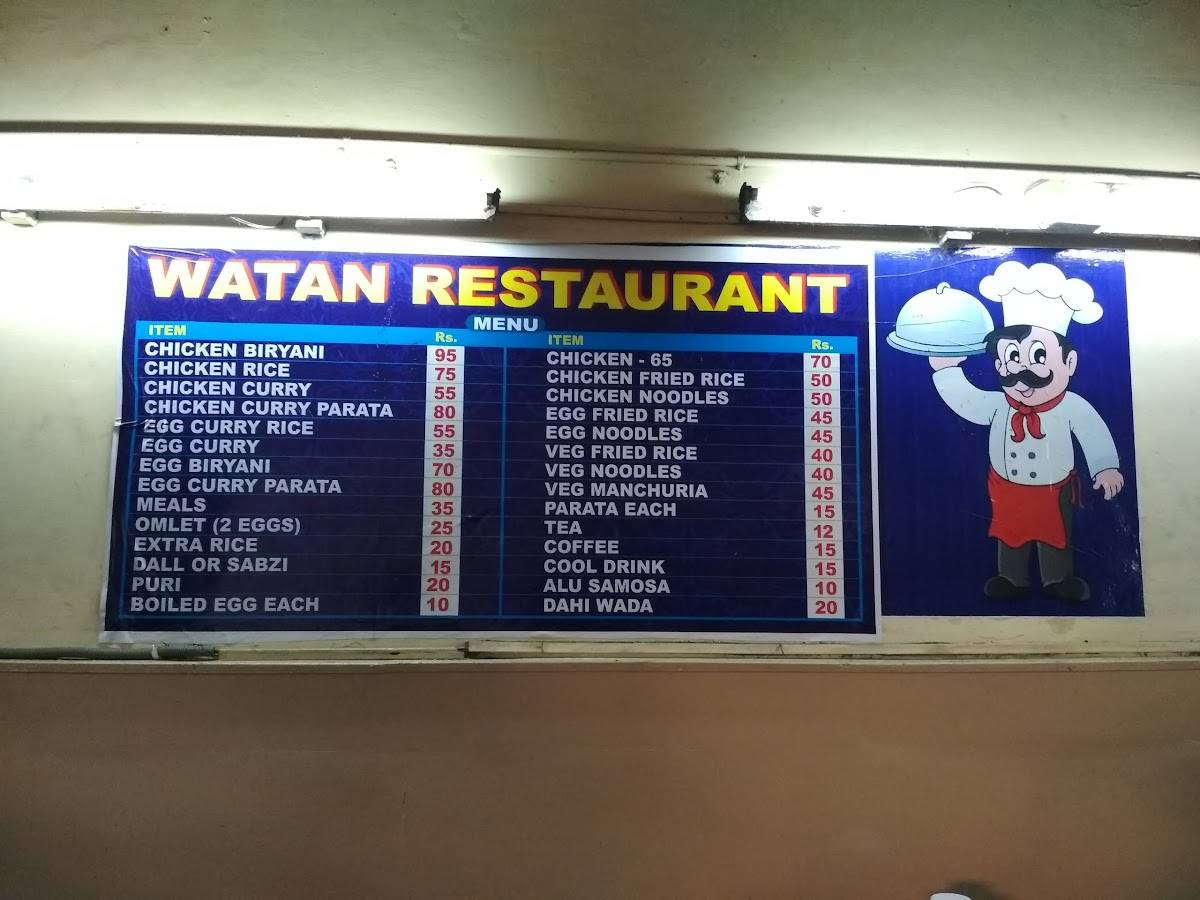 WATAN RESTAURANT
MENU
ITEM Rs.
CHICKEN BIRYANI 95
CHICKEN RICE 75
CHICKEN CURRY 55
CHICKEN CURRY PARATA 80
EGG CURRY RICE 55
EGG CURRY 35
EGG BIRYANI 70
EGG CURRY PARATA 80
MEALS 35
OMLET (2 EGGS) 25
EXTRA RICE 20
DALL OR SABZI 15
PURI 20
BOILED EGG EACH 10
ITEM Rs.
CHICKEN - 65 70
CHICKEN FRIED RICE 50
CHICKEN NOODLES 50
EGG FRIED RICE 45
EGG NOODLES 45
VEG FRIED RICE 40
VEG NOODLES 40
VEG MANCHURIA 45
PARATA EACH 15
TEA 12
COFFEE 15
COOL DRINK 15
ALU SAMOSA 10
DAHI WADA 20